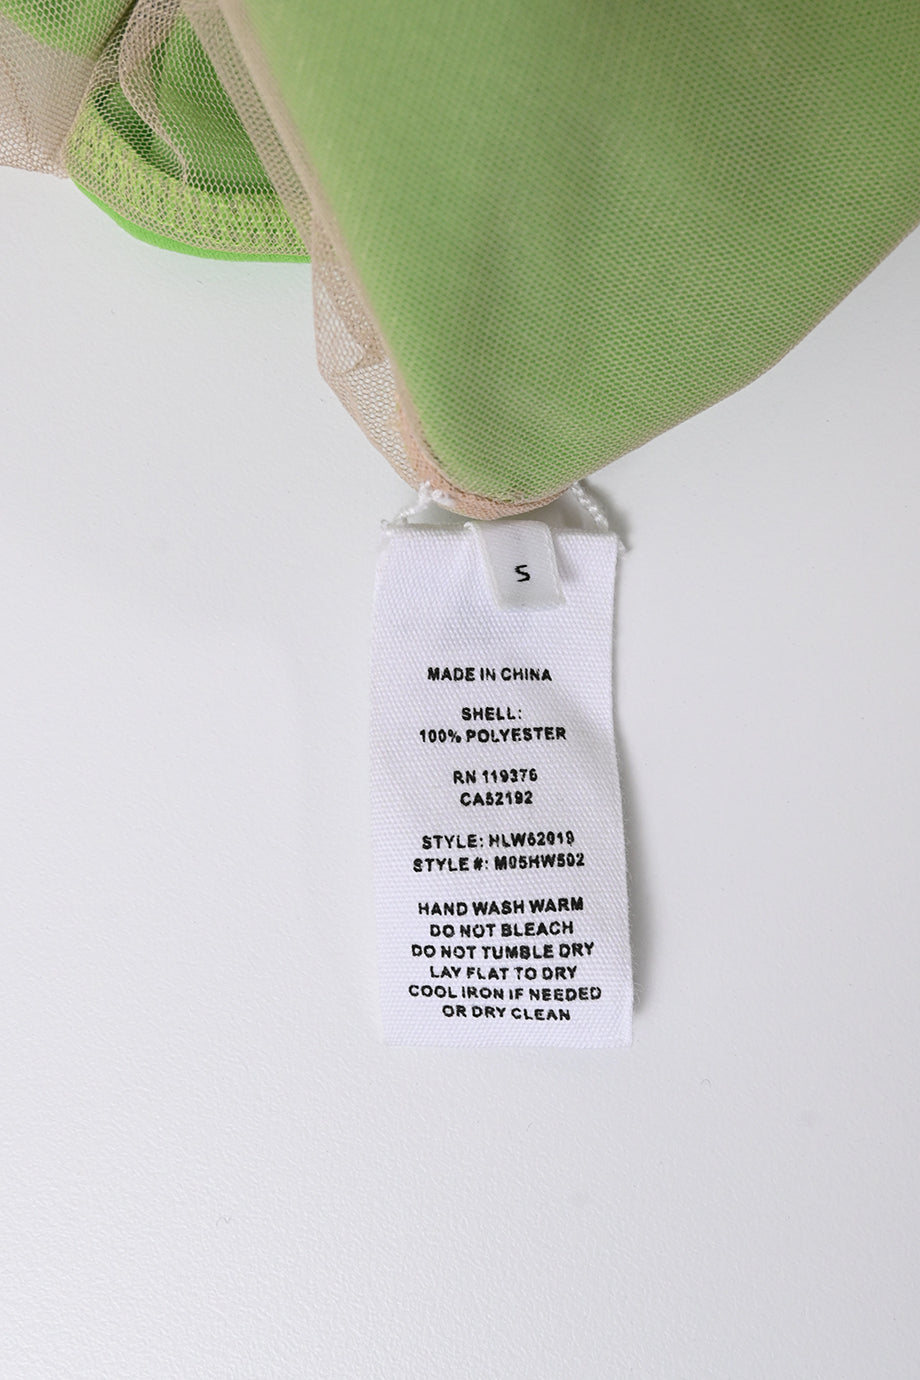 S
MADE IN CHINA
SHELL:
100% POLYESTER
RN 119376
CA52192
STYLE: HLW62019
STYLE #: M05HW502
HAND WASH WARM
DO NOT BLEACH
DO NOT TUMBLE DRY
LAY FLAT TO DRY
COOL IRON IF NEEDED
OR DRY CLEAN